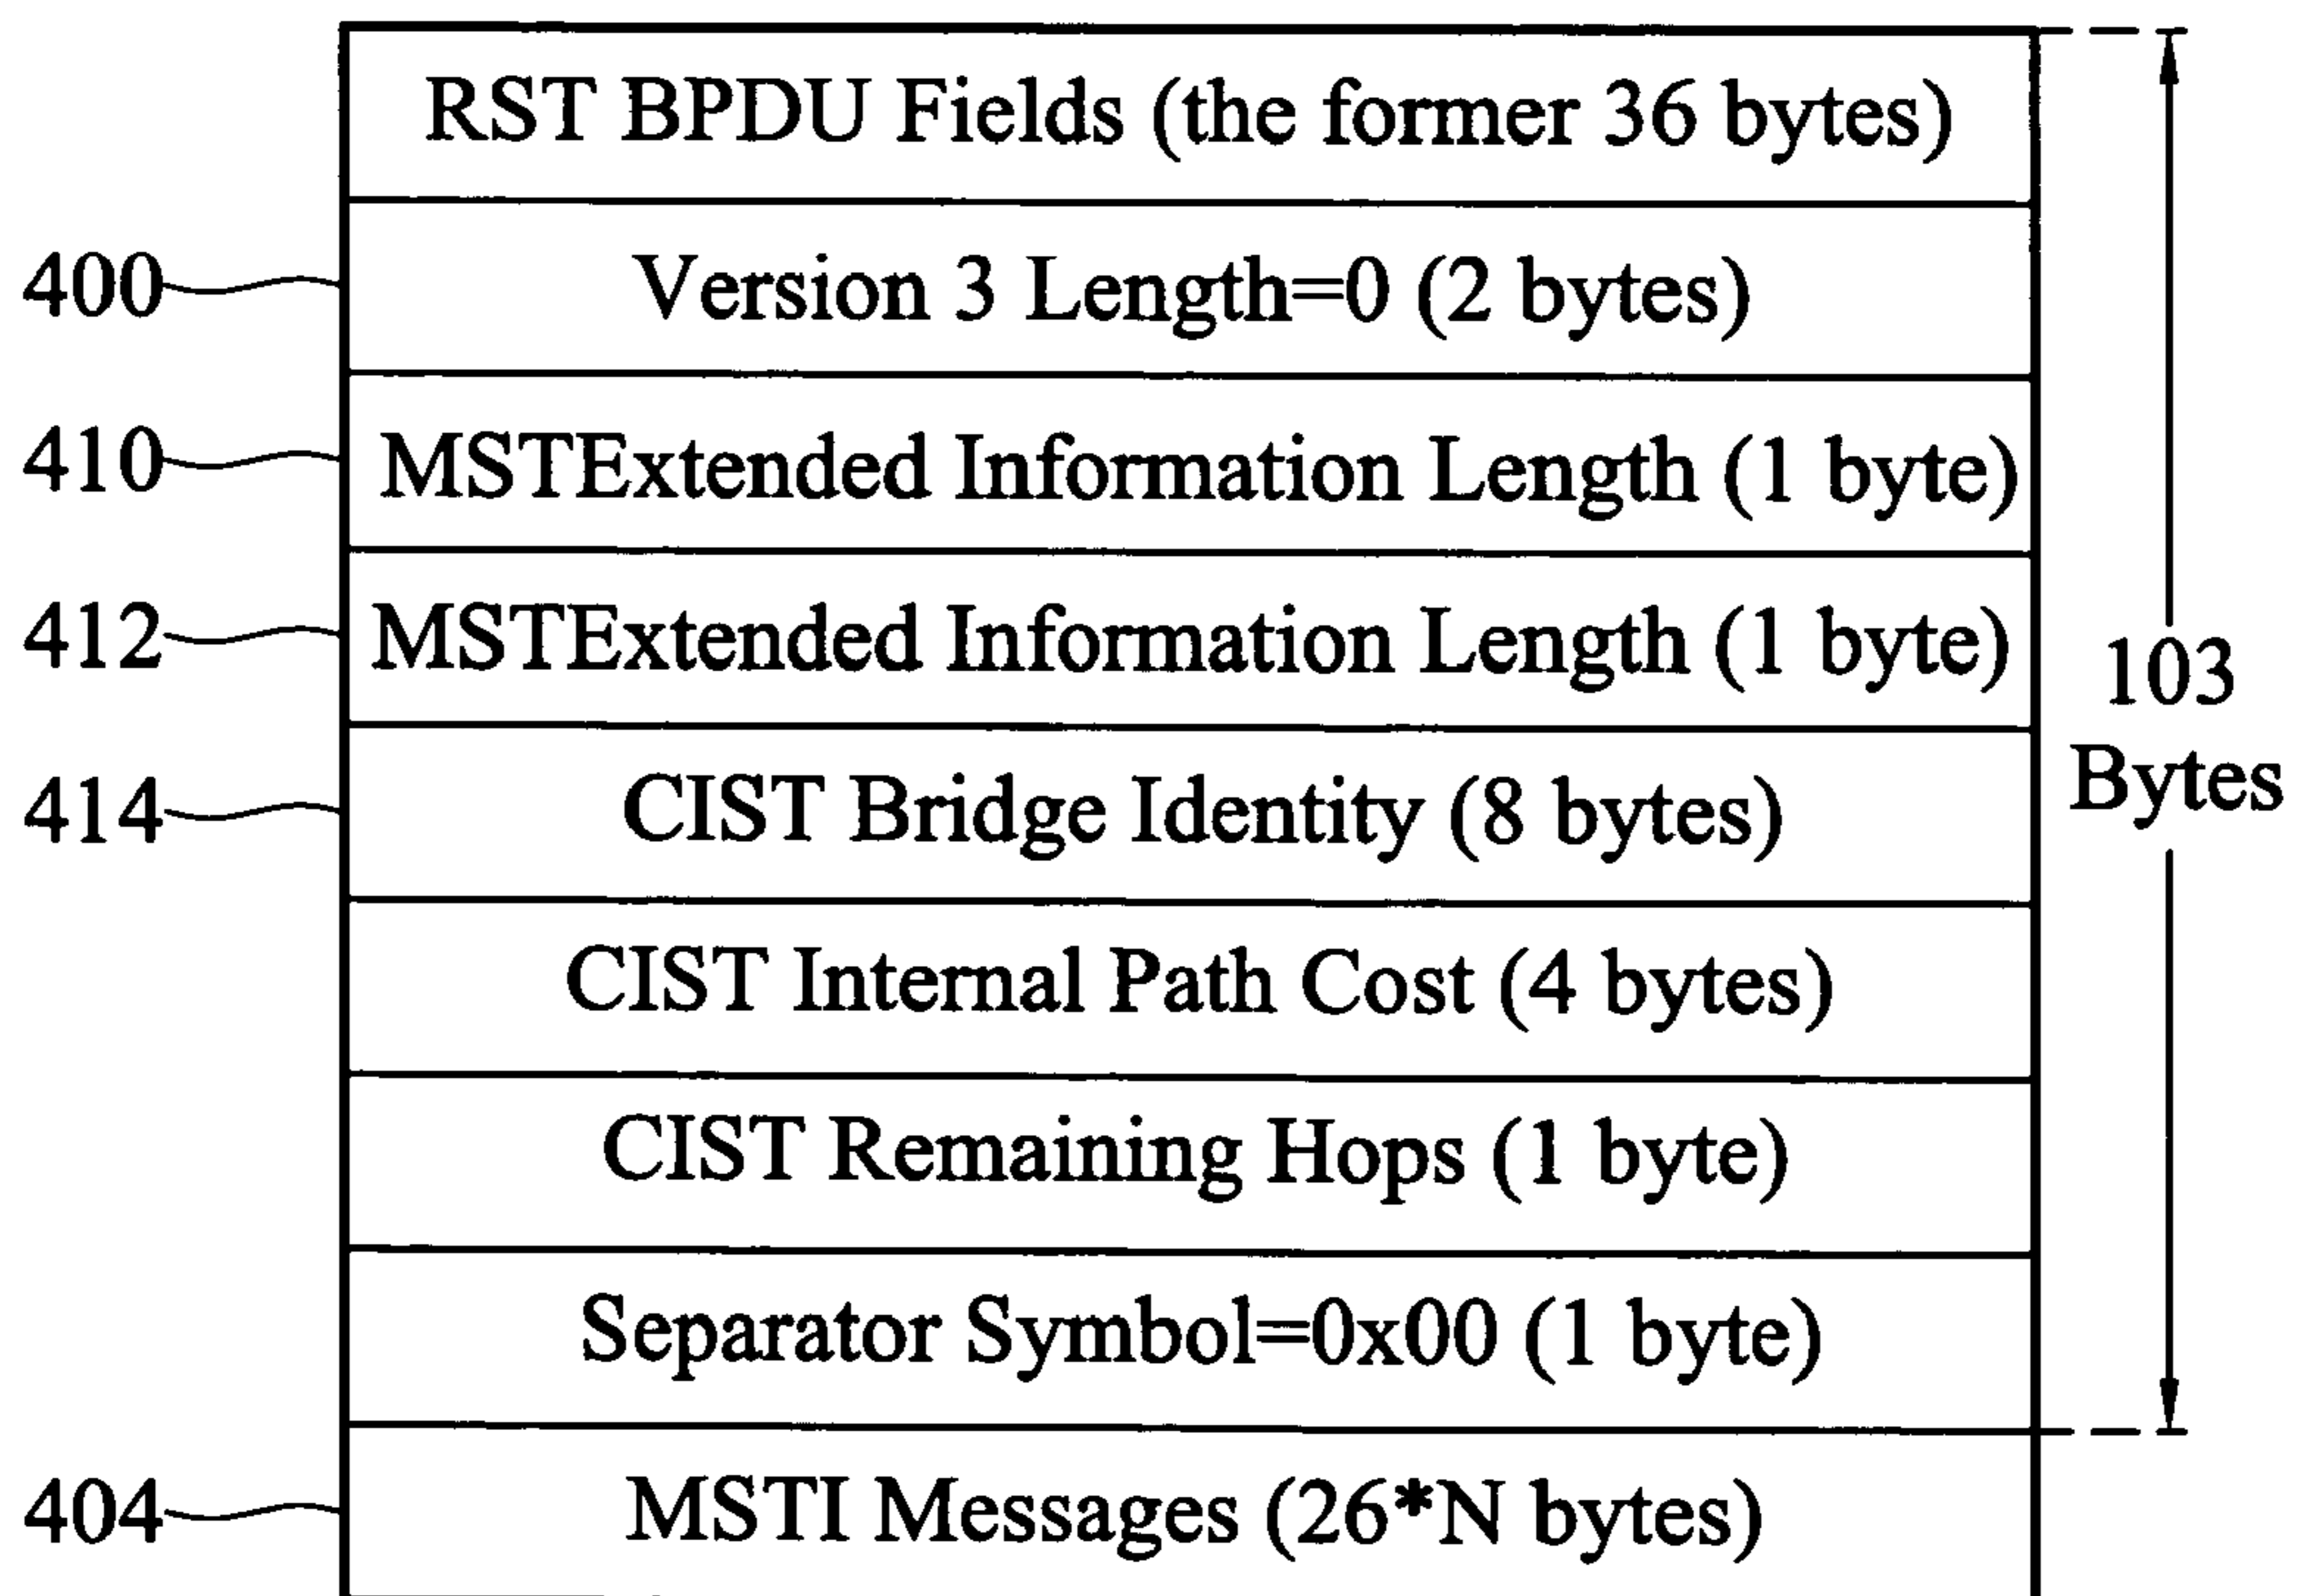 RST BPDU Fields (the former 36 bytes)
400 Version 3 Length=0 (2 bytes)
410 MSTExtended Information Length (1 byte)
412 MSTExtended Information Length (1 byte)
103
Bytes
414 CIST Bridge Identity (8 bytes)
CIST Internal Path Cost (4 bytes)
CIST Remaining Hops (1 byte)
Separator Symbol=0x00 (1 byte)
404 MSTI Messages (26*N bytes)